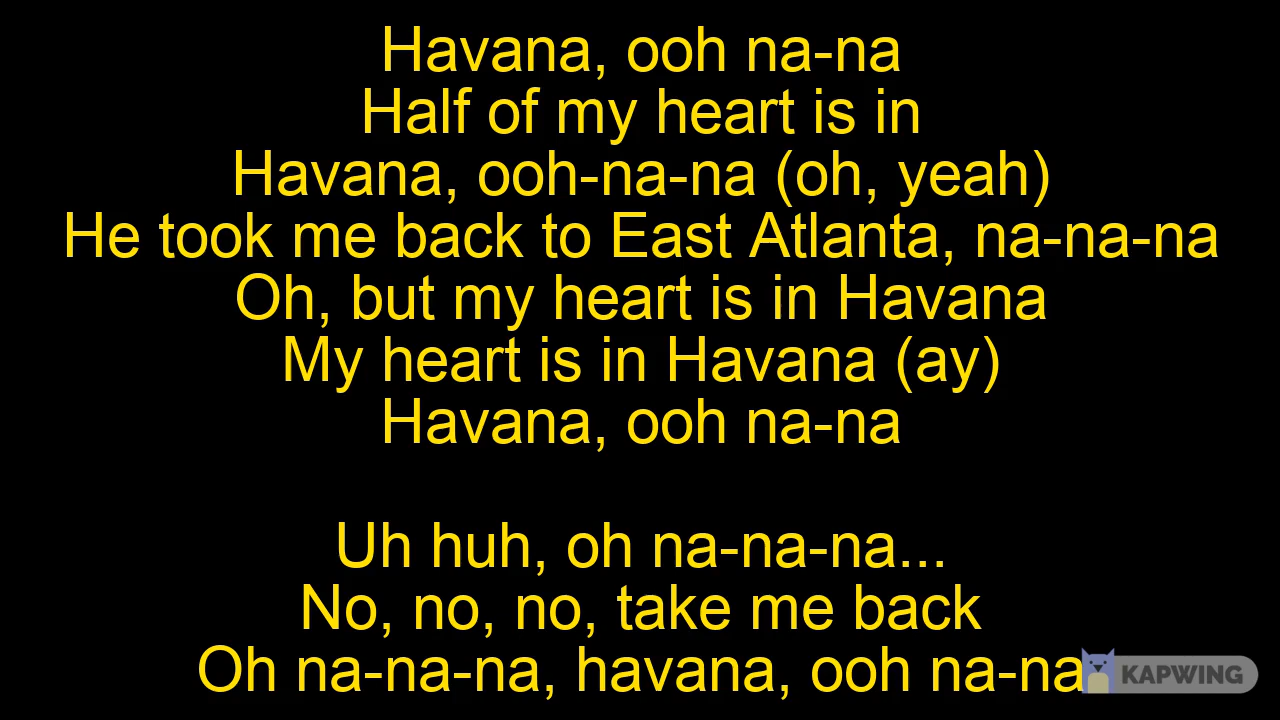 Havana, ooh na-na
Half of my heart is in
Havana, ooh-na-na (oh, yeah)
He took me back to East Atlanta, na-na-na
Oh, but my heart is in Havana
My heart is in Havana (ay)
Havana, ooh na-na
Uh huh, oh na-na-na...
No, no, no, take me back
Oh na-na-na, havana, ooh na-na
KAPWING